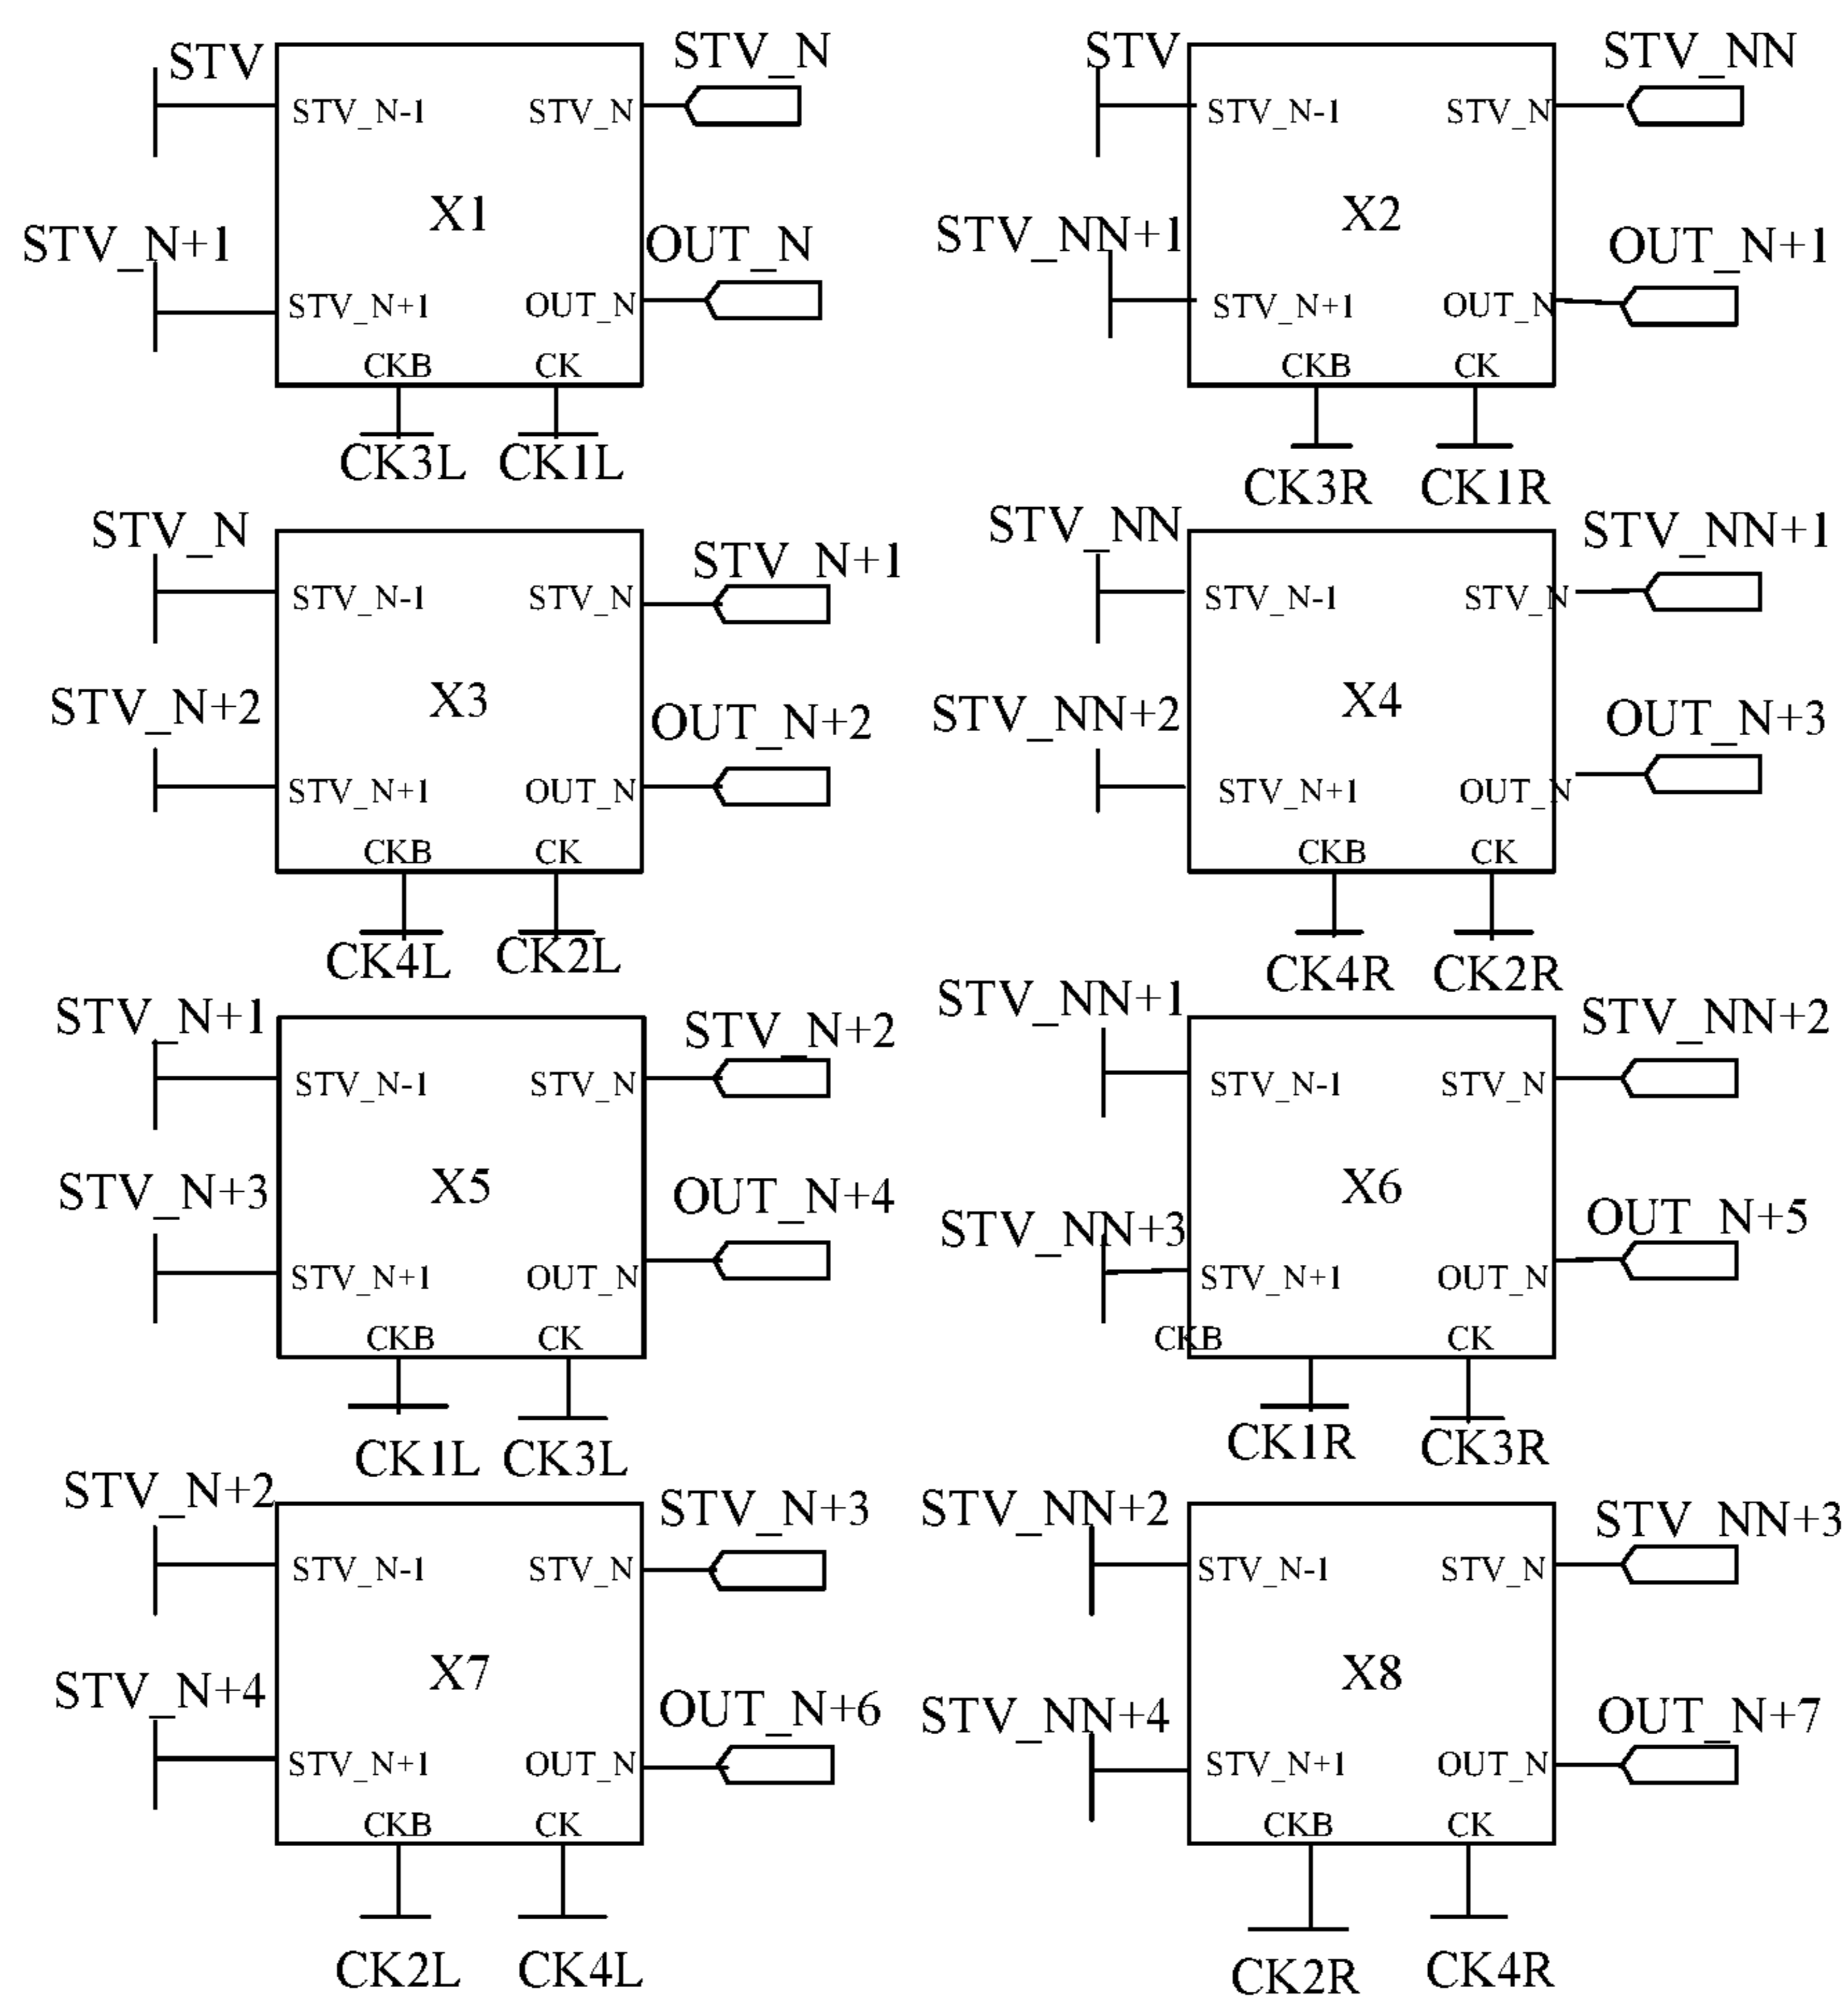 STV STV_N STV STV_NN
STV_N-1 STV_N STV_N-1 STV_N
X1 X2
STV_N+1 OUT_N STV_NN+1 OUT_N+1
STV_N+1 OUT_N STV_N+1 OUT_N
CKB CK CKB CK
CK3L CK1L CK3R CK1R
STV_N STV_N+1 STV_NN STV_NN+1
STV_N-1 STV_N STV_N-1 STV_N
X3 X4
STV_N+2 OUT_N+2 STV_NN+2 OUT_N+3
STV_N+1 OUT_N STV_N+1 OUT_N
CKB CK CKB CK
CK4L CK2L CK4R CK2R
STV_N+1 STV_N+2 STV_NN+1 STV_NN+2
STV_N-1 STV_N STV_N-1 STV_N
X5 X6
STV_N+3 OUT_N+4 STV_NN+3 OUT_N+5
STV_N+1 OUT_N STV_N+1 OUT_N
CKB CK CKB CK
CK1L CK3L CK1R CK3R
STV_N+2 STV_N+3 STV_NN+2 STV_NN+3
STV_N-1 STV_N STV_N-1 STV_N
X7 X8
STV_N+4 OUT_N+6 STV_NN+4 OUT_N+7
STV_N+1 OUT_N STV_N+1 OUT_N
CKB CK CKB CK
CK2L CK4L CK2R CK4R